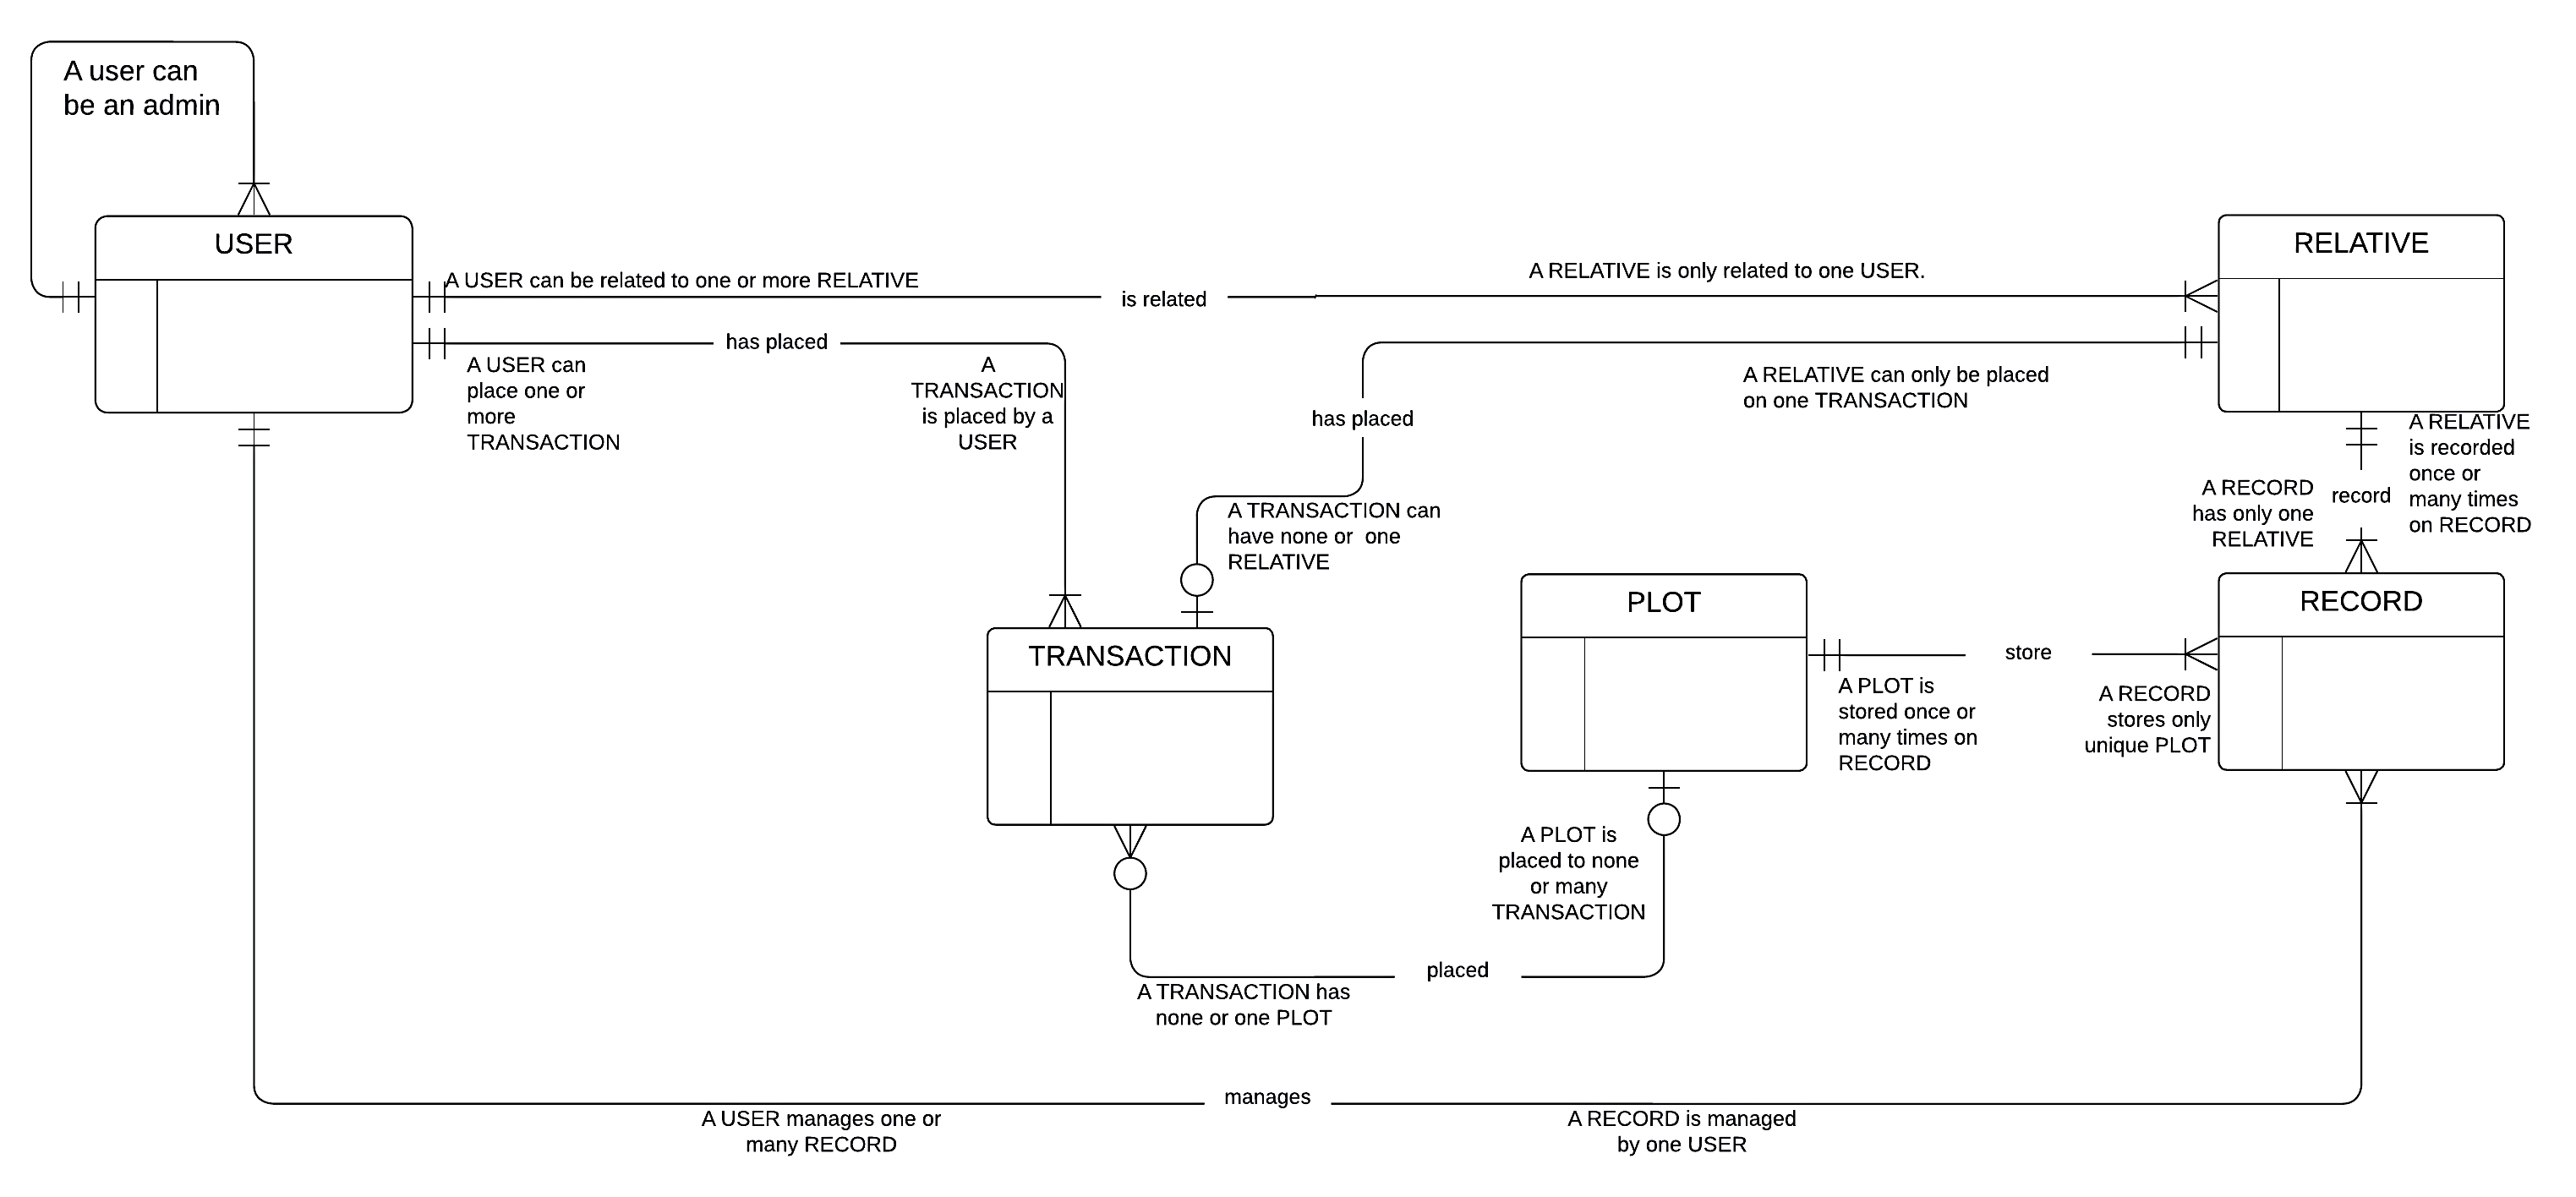 A user can
be an admin
USER
RELATIVE
A USER can be related to one or more RELATIVE
is related
A RELATIVE is only related to one USER.
has placed
A USER can
place one or
more
TRANSACTION
A
TRANSACTION
is placed by a
USER
has placed
A RELATIVE can only be placed
on one TRANSACTION
A TRANSACTION can
have none or one
RELATIVE
A RELATIVE
is recorded
once or
many times
on RECORD
record
A RECORD
has only one
RELATIVE
TRANSACTION
PLOT
RECORD
store
A PLOT is
stored once or
many times on
RECORD
A RECORD
stores only
unique PLOT
A PLOT is
placed to none
or many
TRANSACTION
placed
A TRANSACTION has
none or one PLOT
manages
A USER manages one or
many RECORD
A RECORD is managed
by one USER